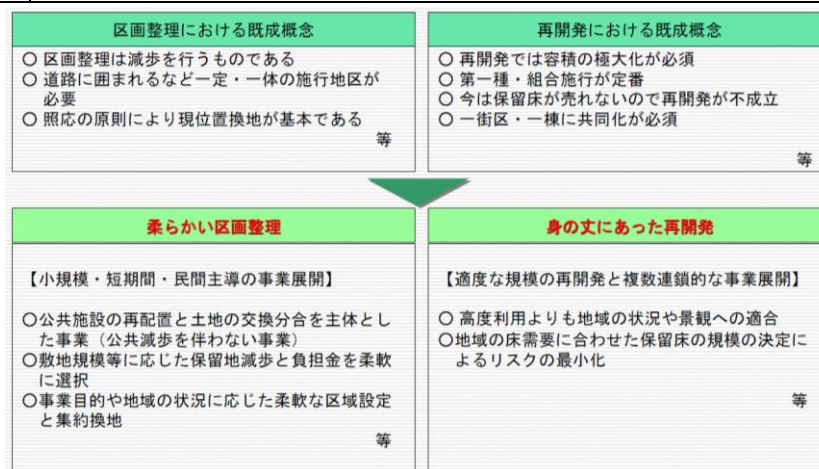 区画整理における既成概念
○ 区画整理は減歩を行うものである
○ 道路に囲まれるなど一定・一体の施行地区が
必要
○ 照応の原則により現位置換地が基本である
等
再開発における既成概念
○ 再開発では容積の極大化が必須
○ 第一種・組合施行が定番
○ 今は保留床が売れないので再開発が不成立
○ 一街区・一棟に共同化が必須
等
柔らかい区画整理
【小規模・短期間・民間主導の事業展開】
○公共施設の再配置と土地の交換分合を主体とし
た事業（公共減歩を伴わない事業）
○敷地規模等に応じた保留地減歩と負担金を柔軟
に選択
○事業目的や地域の状況に応じた柔軟な区域設定
と集約換地
等
身の丈にあった再開発
【適度な規模の再開発と複数連鎖的な事業展開】
○ 高度利用よりも地域の状況や景観への適合
○地域の床需要に合わせた保留床の規模の決定に
よるリスクの最小化
等